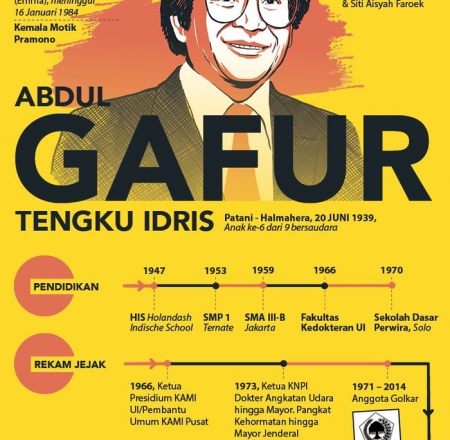 (Emma), meninggal
16 Januari 1984
Kemala Motik
Pramono
& Siti Aisyah Faroek
ABDUL
GAFUR
TENGKU IDRIS
Patani - Halmahera, 20 JUNI 1939,
Anak ke-6 dari 9 bersaudara
PENDIDIKAN
1947
1953
1959
1966
1970
HIS Holandash
Indische School
SMP 1
Ternate
SMA III-B
Jakarta
Fakultas
Kedokteran UI
Sekolah Dasar
Perwira, Solo
REKAM JEJAK
1966, Ketua
Presidium KAMI
UI/Pembantu
Umum KAMI Pusat
1973, Ketua KNPI
Dokter Angkatan Udara
hingga Mayor. Pangkat
Kehormatan hingga
Mayor Jenderal
1971 – 2014
Anggota Golkar